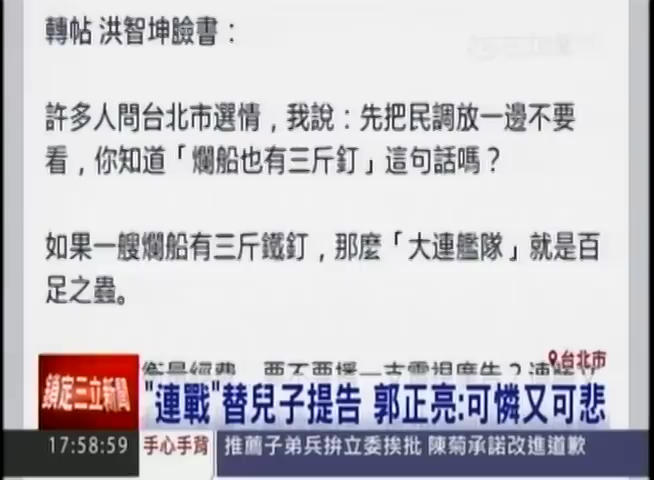 轉帖 洪智坤臉書：
許多人問台北市選情，我說：先把民調放一邊不要
看，你知道「爛船也有三斤釘」這句話嗎？
如果一艘爛船有三斤鐵釘，那麼「大連艦隊」就是百
足之蟲。
台北市
鎖定三立新聞
"連戰"替兒子提告 郭正亮:可憐又可悲
17:58:59
手心手背
推薦子弟兵拚立委挨批 陳菊承諾改進道歉